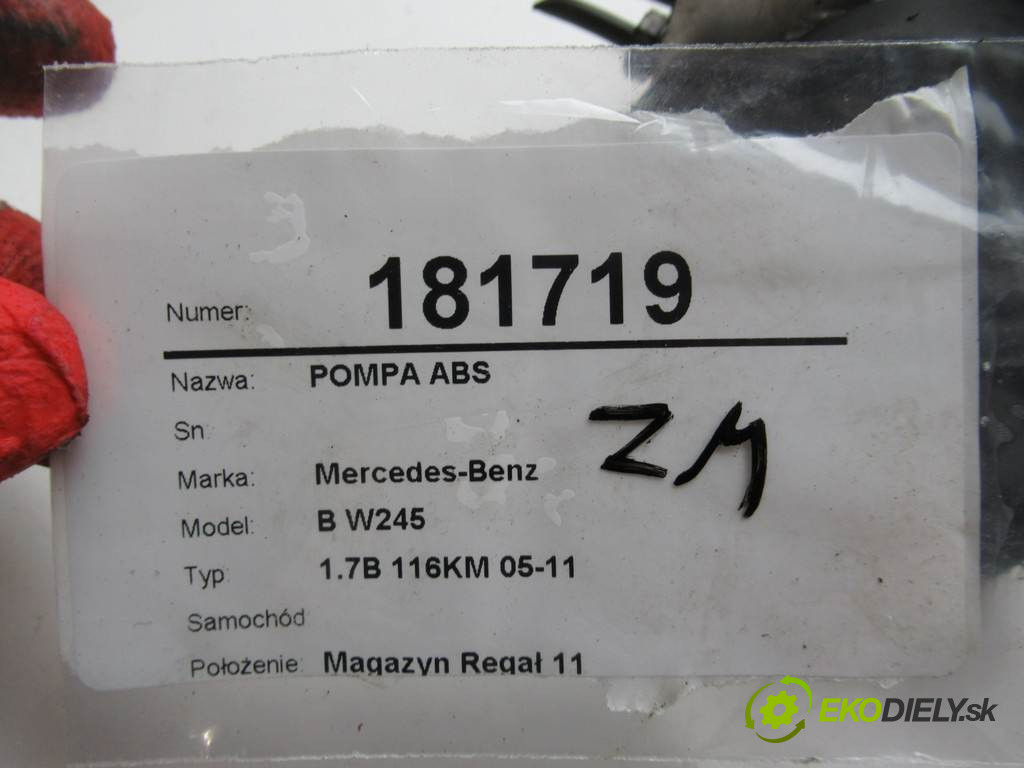 Numer: 181719
Nazwa: POMPA ABS
Sn:
ZM
Marka: Mercedes-Benz
Model: B W245
Typ: 1.7B 116KM 05-11
Samochód
Położenie: Magazyn Regał 11
EKODIELY.sk